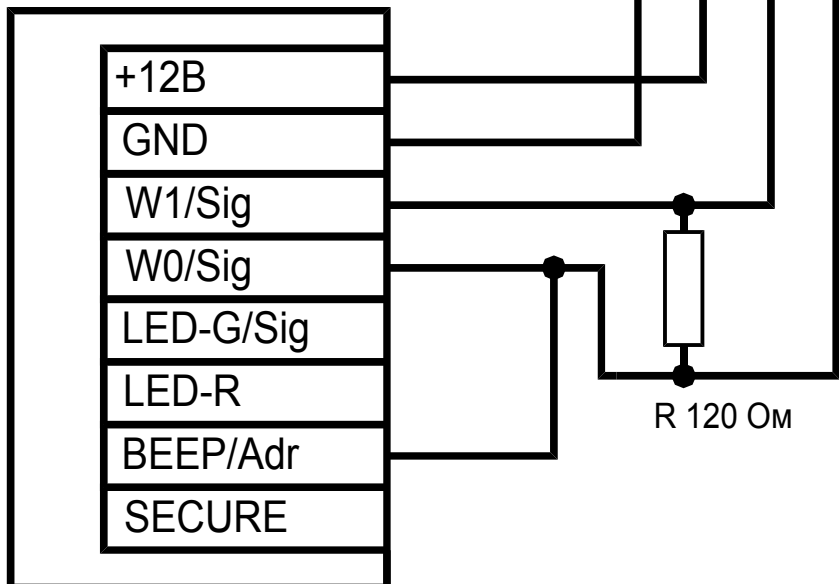 +12В
GND
W1/Sig
W0/Sig
LED-G/Sig
LED-R
BEEP/Adr
SECURE
R 120 Ом